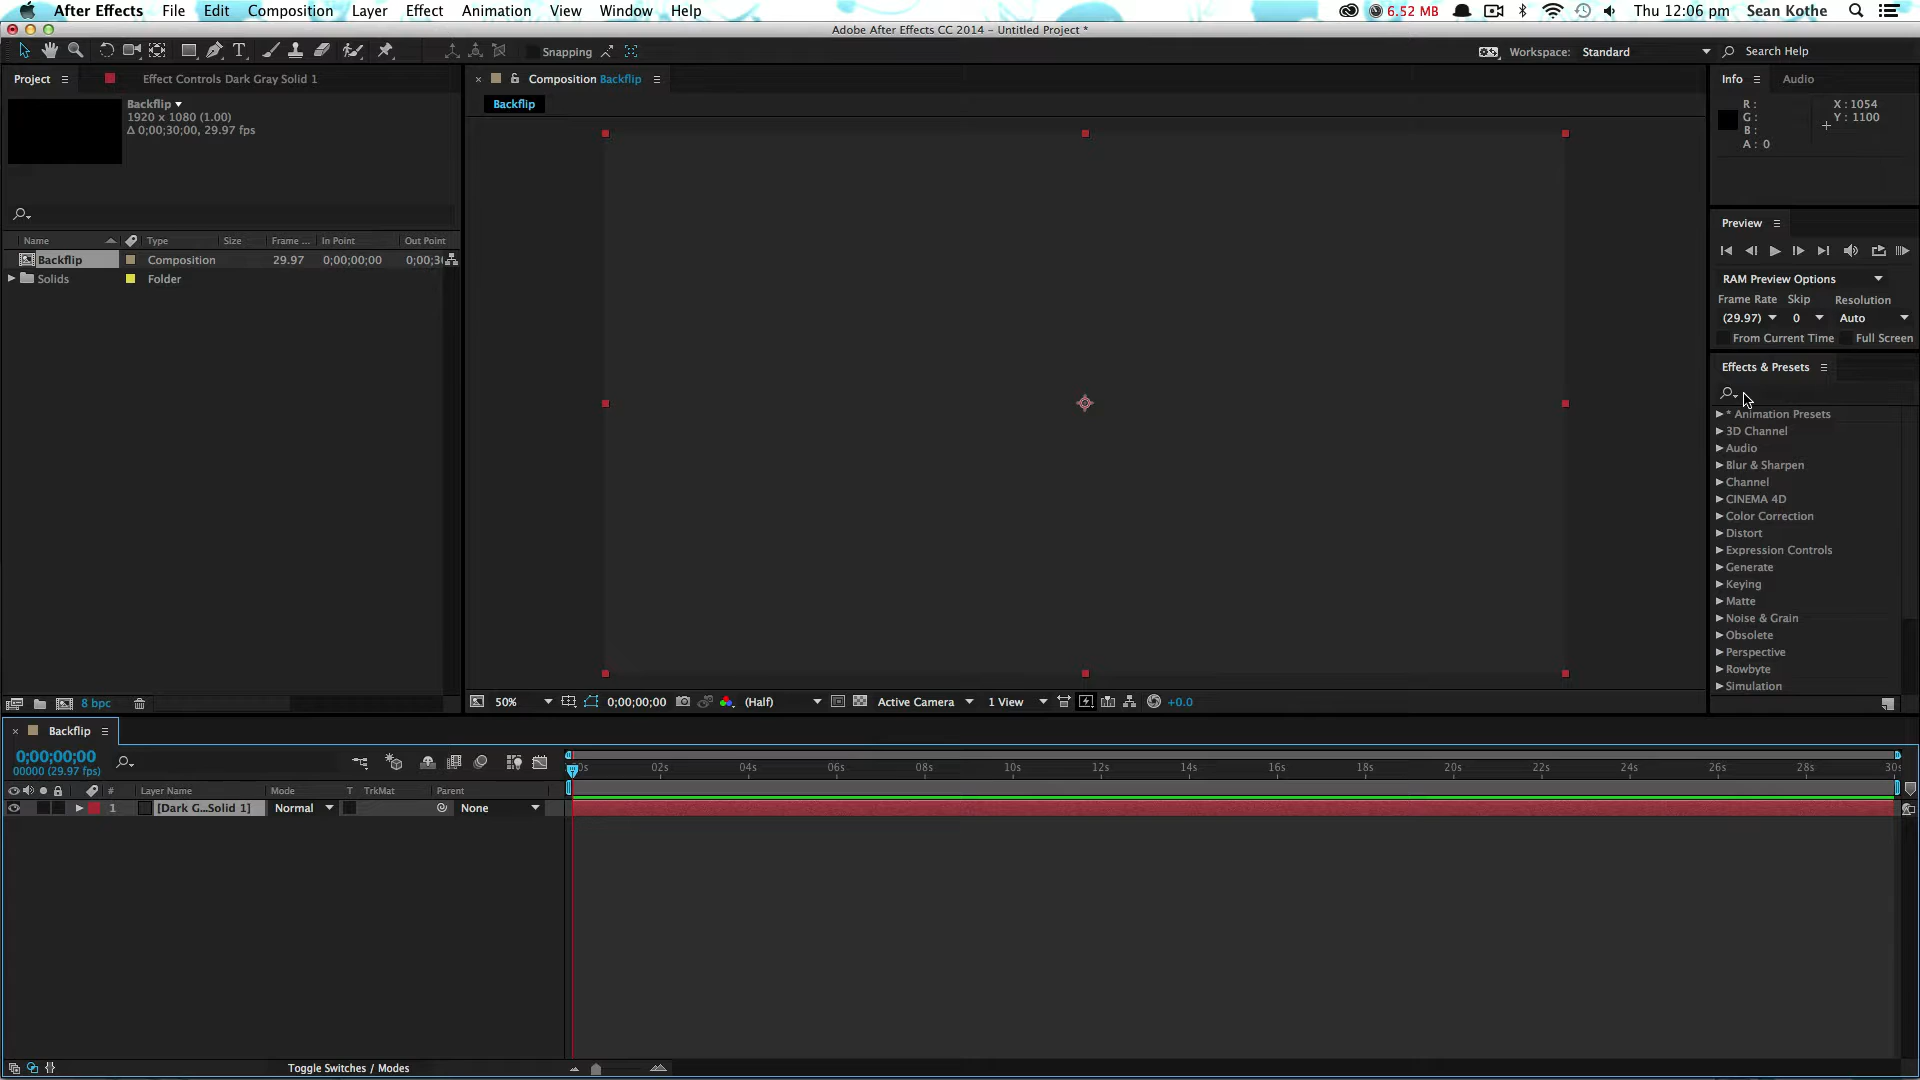 After Effects File Edit Composition Layer Effect Animation View Window Help 6.52 MB Thu 12:06 pm Sean Kothe
Adobe After Effects CC 2014 - Untitled Project *
T Snapping Workspace: Standard Search Help
Project Effect Controls Dark Gray Solid 1
Backflip
1920 x 1080 (1.00)
Δ 0;00;30;00, 29.97 fps
Name Type Size Frame ... In Point Out Point
Backflip Composition 29.97 0;00;00;00 0;00;3
Solids Folder
8 bpc
Composition Backflip
Backflip
50% 0;00;00;00 (Half) Active Camera 1 View +0.0
Info Audio
R : X : 1054
G : Y : 1100
B :
A : 0
Preview
RAM Preview Options
Frame Rate Skip Resolution
(29.97) 0 Auto
From Current Time Full Screen
Effects & Presets
* Animation Presets
3D Channel
Audio
Blur & Sharpen
Channel
CINEMA 4D
Color Correction
Distort
Expression Controls
Generate
Keying
Matte
Noise & Grain
Obsolete
Perspective
Rowbyte
Simulation
Backflip
0;00;00;00
00000 (29.97 fps)
0s 02s 04s 06s 08s 10s 12s 14s 16s 18s 20s 22s 24s 26s 28s 30s
# Layer Name Mode T TrkMat Parent
1 [Dark G...Solid 1] Normal None
Toggle Switches / Modes